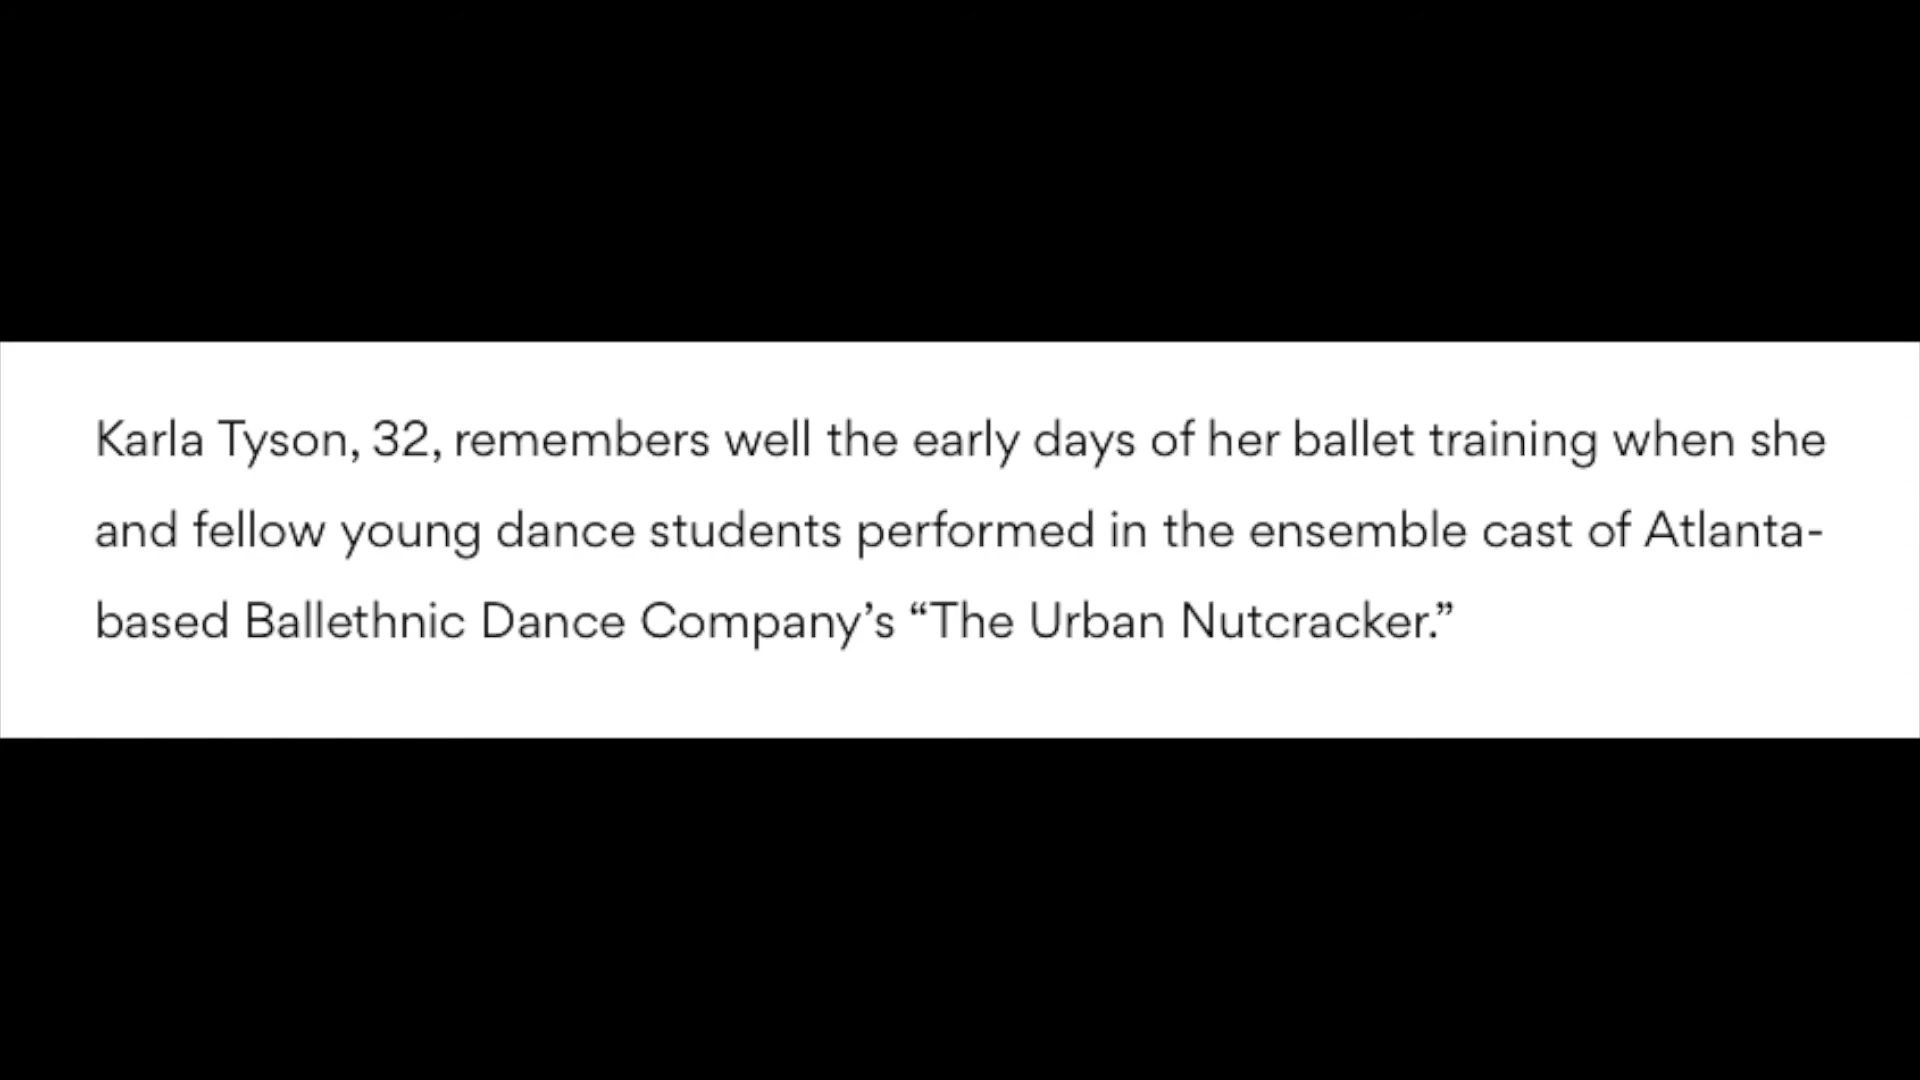 Karla Tyson, 32, remembers well the early days of her ballet training when she
and fellow young dance students performed in the ensemble cast of Atlanta-
based Ballethnic Dance Company’s “The Urban Nutcracker.”